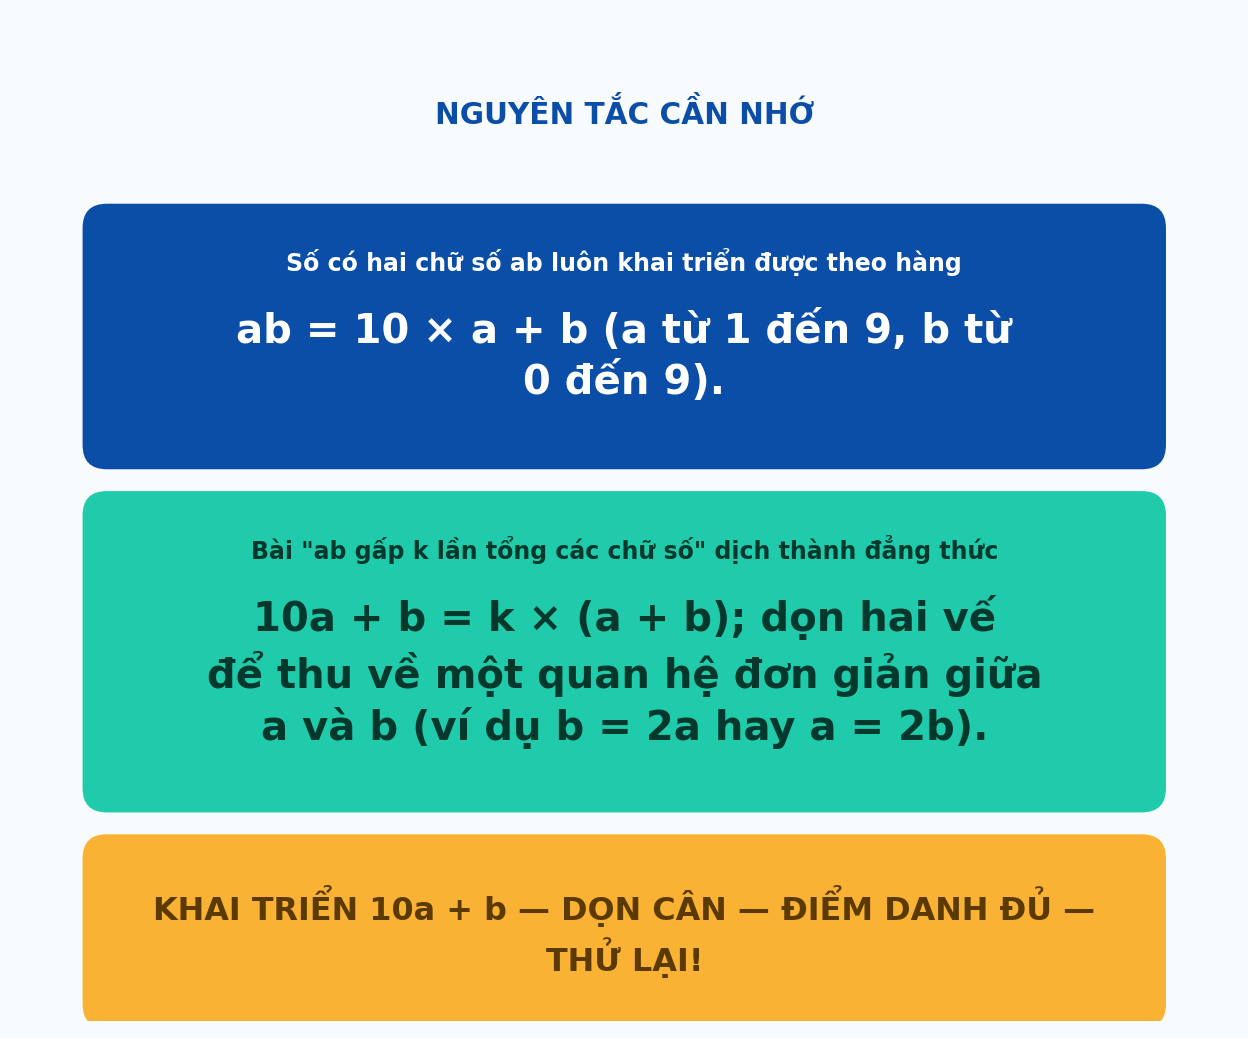 NGUYÊN TẮC CẦN NHỚ
Số có hai chữ số ab luôn khai triển được theo hàng
ab = 10 × a + b (a từ 1 đến 9, b từ
0 đến 9).
Bài "ab gấp k lần tổng các chữ số" dịch thành đẳng thức
10a + b = k × (a + b); dọn hai vế
để thu về một quan hệ đơn giản giữa
a và b (ví dụ b = 2a hay a = 2b).
KHAI TRIỂN 10a + b — DỌN CÂN — ĐIỂM DANH ĐỦ —
THỬ LẠI!